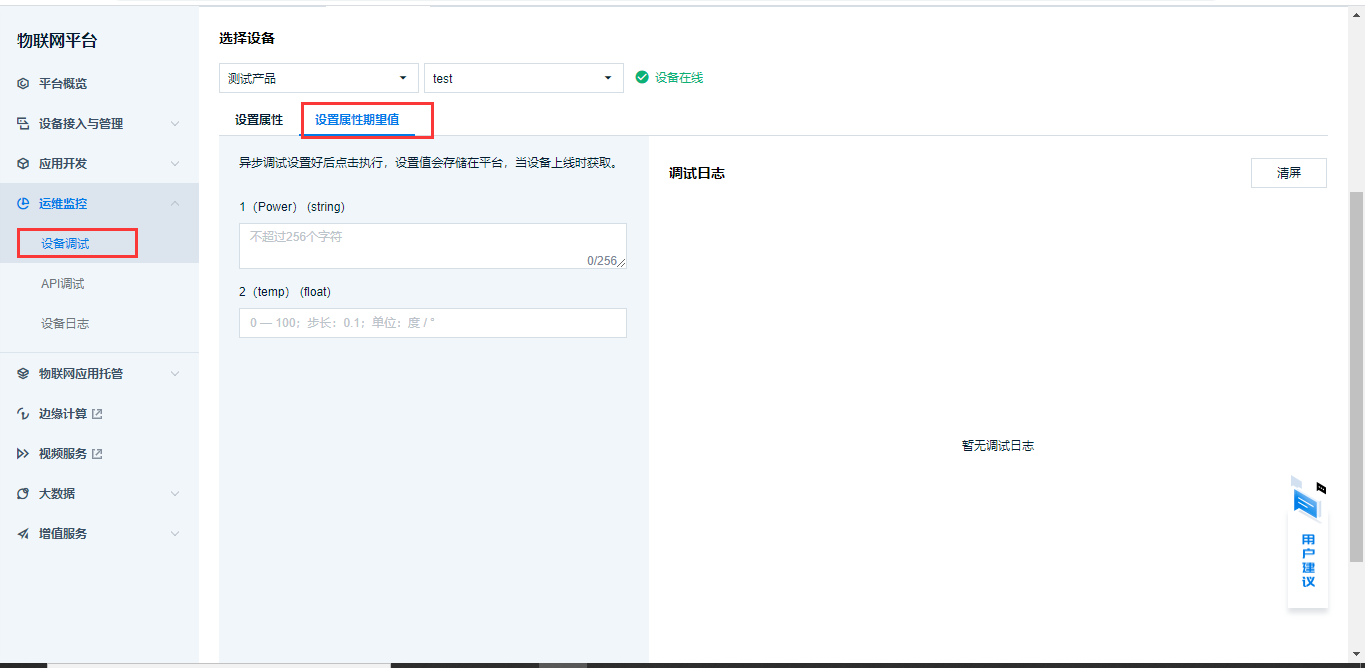 物联网平台
平台概览
设备接入与管理
应用开发
运维监控
设备调试
API调试
设备日志
物联网应用托管
边缘计算
视频服务
大数据
增值服务
选择设备
测试产品
test
设备在线
设置属性
设置属性期望值
异步调试设置好后点击执行，设置值会存储在平台，当设备上线时获取。
1（Power）（string）
不超过256个字符
0/256
2（temp）（float）
0 — 100；步长：0.1；单位：度 / °
调试日志
清屏
暂无调试日志
用户建议